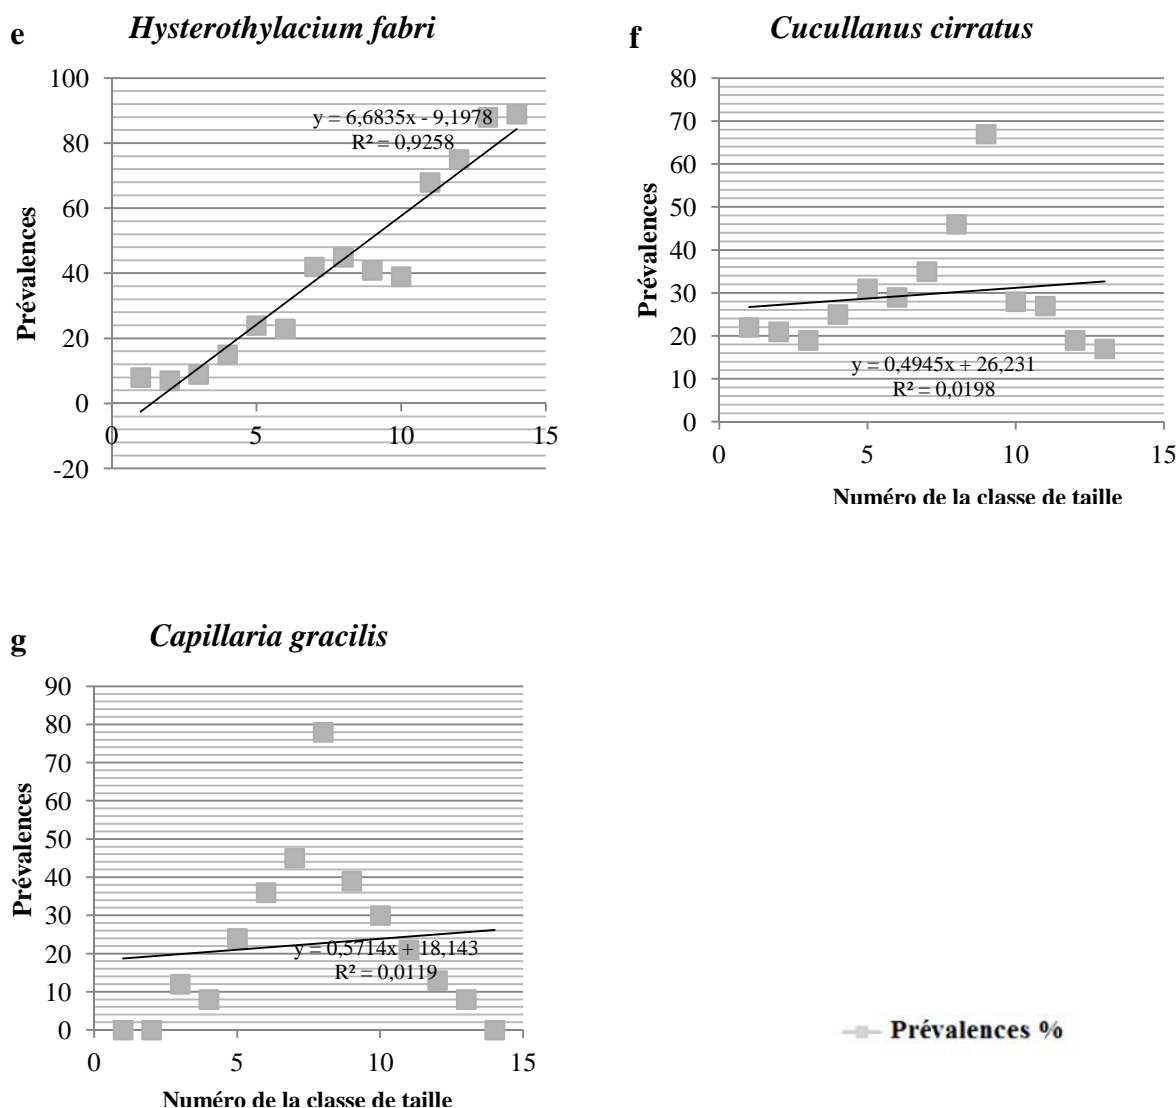 e
Hysterothylacium fabri
Prévalences
100
80
60
40
20
0
-20
0
5
10
15
y = 6,6835x - 9,1978
R² = 0,9258
f
Cucullanus cirratus
Prévalences
80
70
60
50
40
30
20
10
0
0
5
10
15
y = 0,4945x + 26,231
R² = 0,0198
Numéro de la classe de taille
g
Capillaria gracilis
Prévalences
90
80
70
60
50
40
30
20
10
0
0
5
10
15
y = 0,5714x + 18,143
R² = 0,0119
Numéro de la classe de taille
Prévalences %